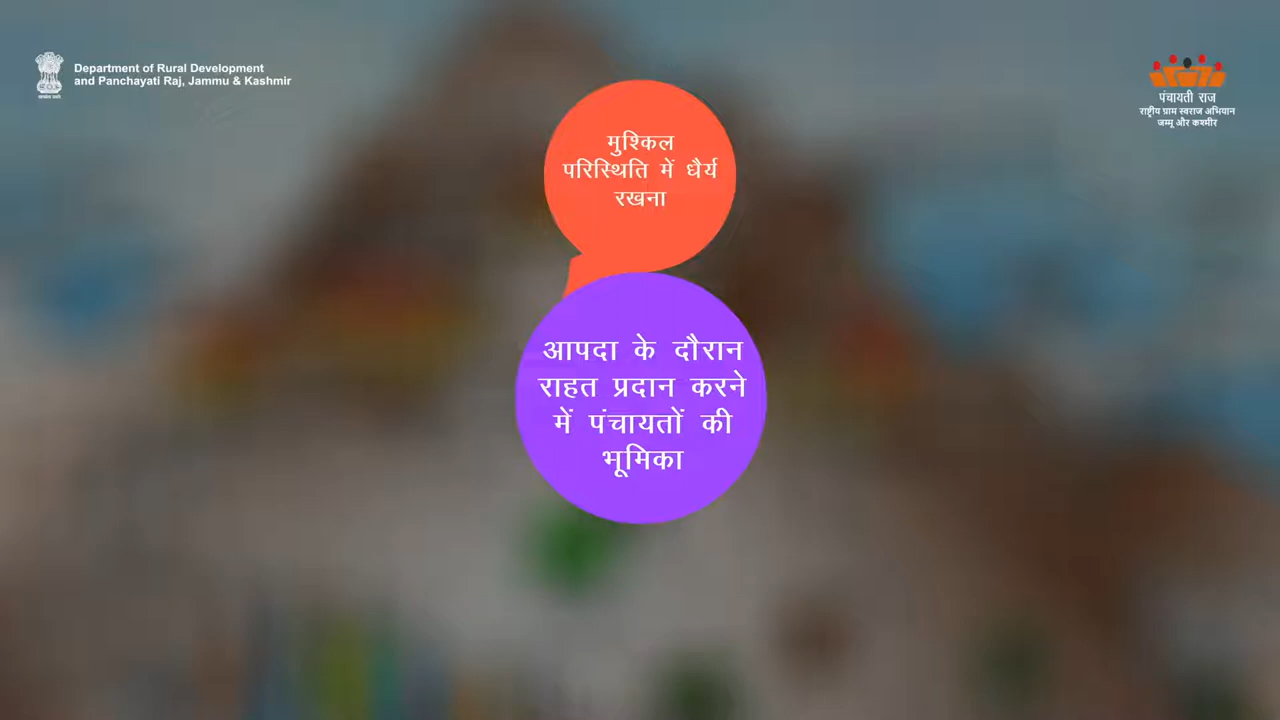 Department of Rural Development
and Panchayati Raj, Jammu & Kashmir
पंचायती राज
राष्ट्रीय ग्राम स्वराज अभियान
जम्मू और कश्मीर
मुश्किल
परिस्थिति में धैर्य
रखना
आपदा के दौरान
राहत प्रदान करने
में पंचायतों की
भूमिका